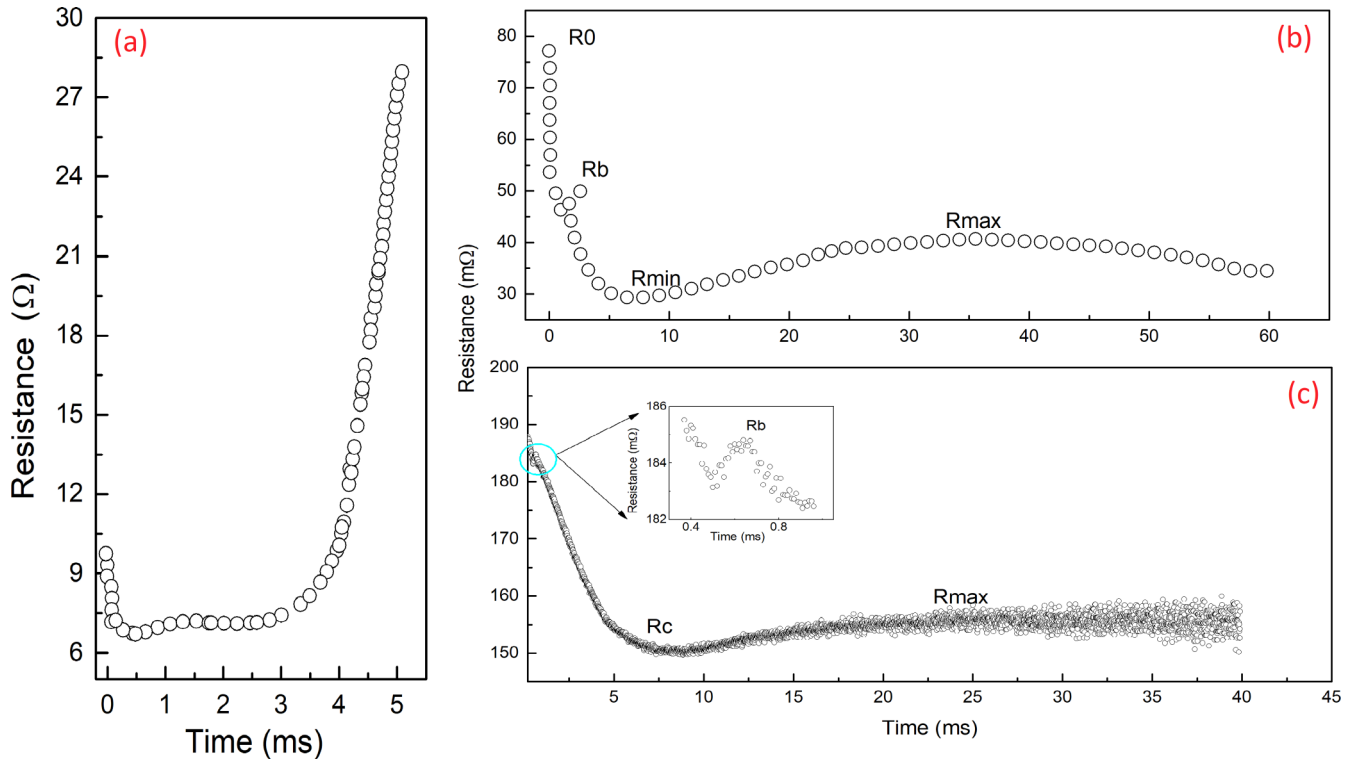 (a)
30
27
24
21
18
15
12
9
6
Resistance (Ω)
0 1 2 3 4 5
Time (ms)
(b)
80
70
60
50
40
30
R0
Rb
Rmin
Rmax
0 10 20 30 40 50 60
Resistance (mΩ)
(c)
200
190
180
170
160
150
Rc
Rmax
5 10 15 20 25 30 35 40 45
Time (ms)
186
184
182
Rb
Resistance (mΩ)
0.4 0.8
Time (ms)